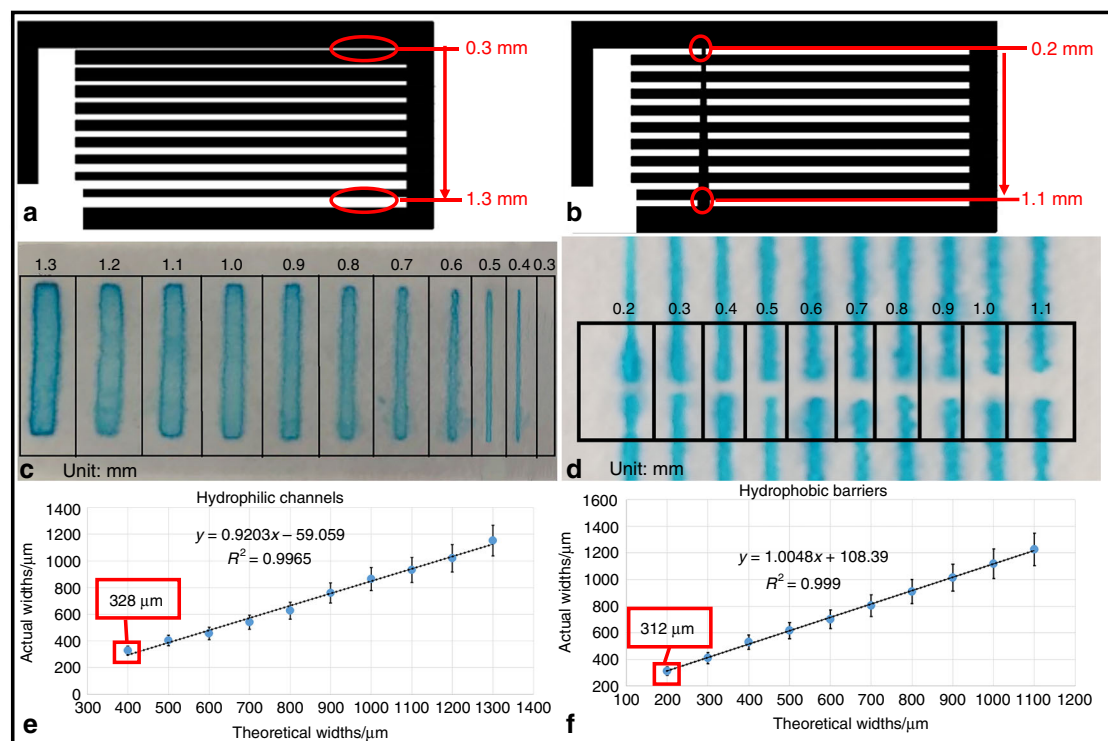 0.3 mm
1.3 mm
a
0.2
1.1 mm
b
1.3 1.2 1.1 1.0 0.9 0.8 0.7 0.6 0.5 0.4 0.3
c Unit: mm
0.2 0.3 0.4 0.5 0.6 0.7 0.8 0.9 1.0 1.1
d Unit: mm
Hydrophilic channels
1400
1200
1000
800
600
400
200
0
Actual widths/μm
y = 0.9203x – 59.059
R² = 0.9965
328 μm
300 400 500 600 700 800 900 1000 1100 1200 1300 1400
e Theoretical widths/μm
Hydrophobic barriers
1600
1400
1200
1000
800
600
400
200
Actual widths/μm
y = 1.0048x + 108.39
R² = 0.999
312 μm
100 200 300 400 500 600 700 800 900 1000 1100 1200
f Theoretical widths/μm